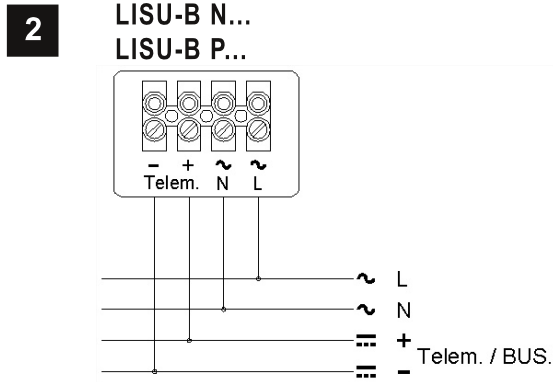 2
LISU-B N...
LISU-B P...
− + ~ ~
Telem. N L
~ L
~ N
+
Telem. / BUS.
−